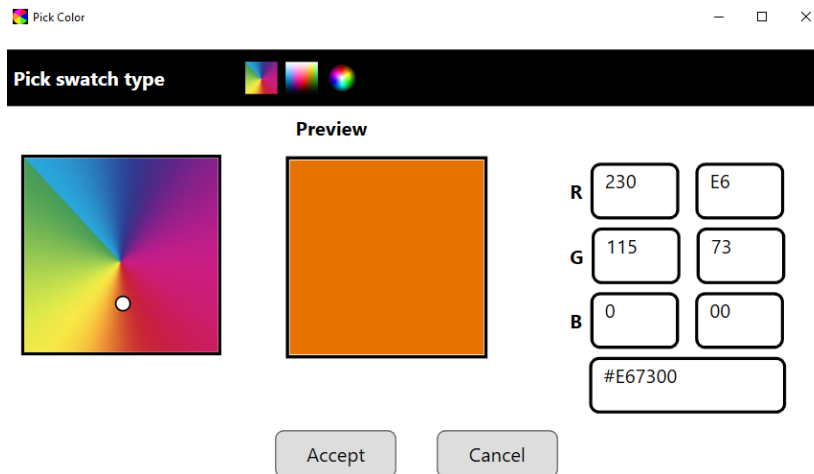 Pick Color
Pick swatch type
Preview
R 230 E6
G 115 73
B 0 00
#E67300
Accept Cancel